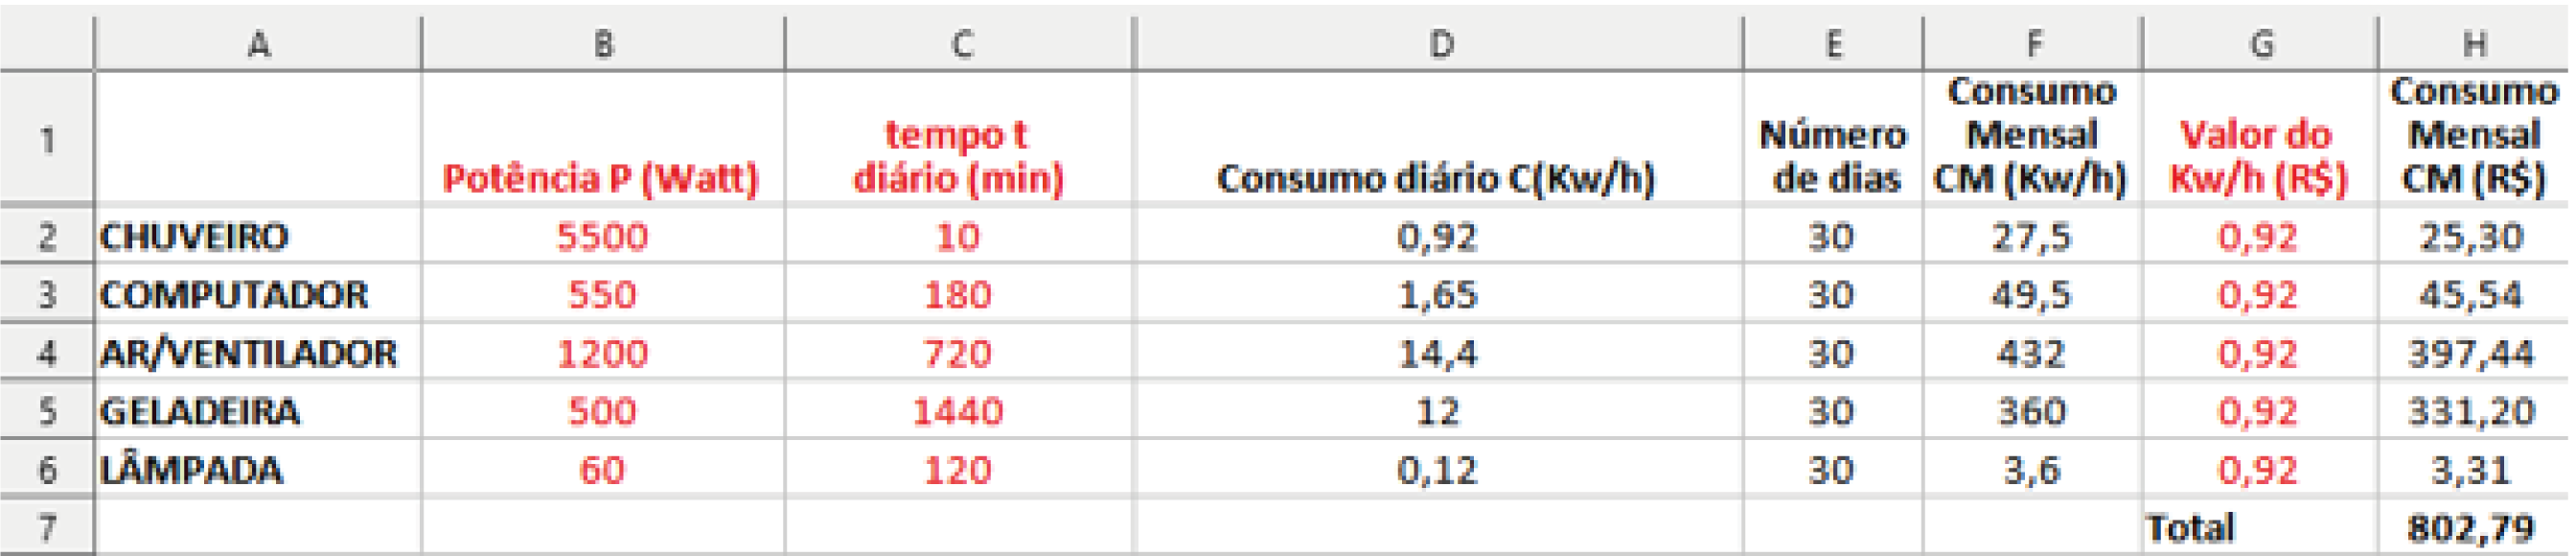 A B C D E F G H
1 Potência P (Watt) tempo t diário (min) Consumo diário C(Kw/h) Número de dias Consumo Mensal CM (Kw/h) Valor do Kw/h (R$) Consumo Mensal CM (R$)
2 CHUVEIRO 5500 10 0,92 30 27,5 0,92 25,30
3 COMPUTADOR 550 180 1,65 30 49,5 0,92 45,54
4 AR/VENTILADOR 1200 720 14,4 30 432 0,92 397,44
5 GELADEIRA 500 1440 12 30 360 0,92 331,20
6 LÂMPADA 60 120 0,12 30 3,6 0,92 3,31
7 Total 802,79